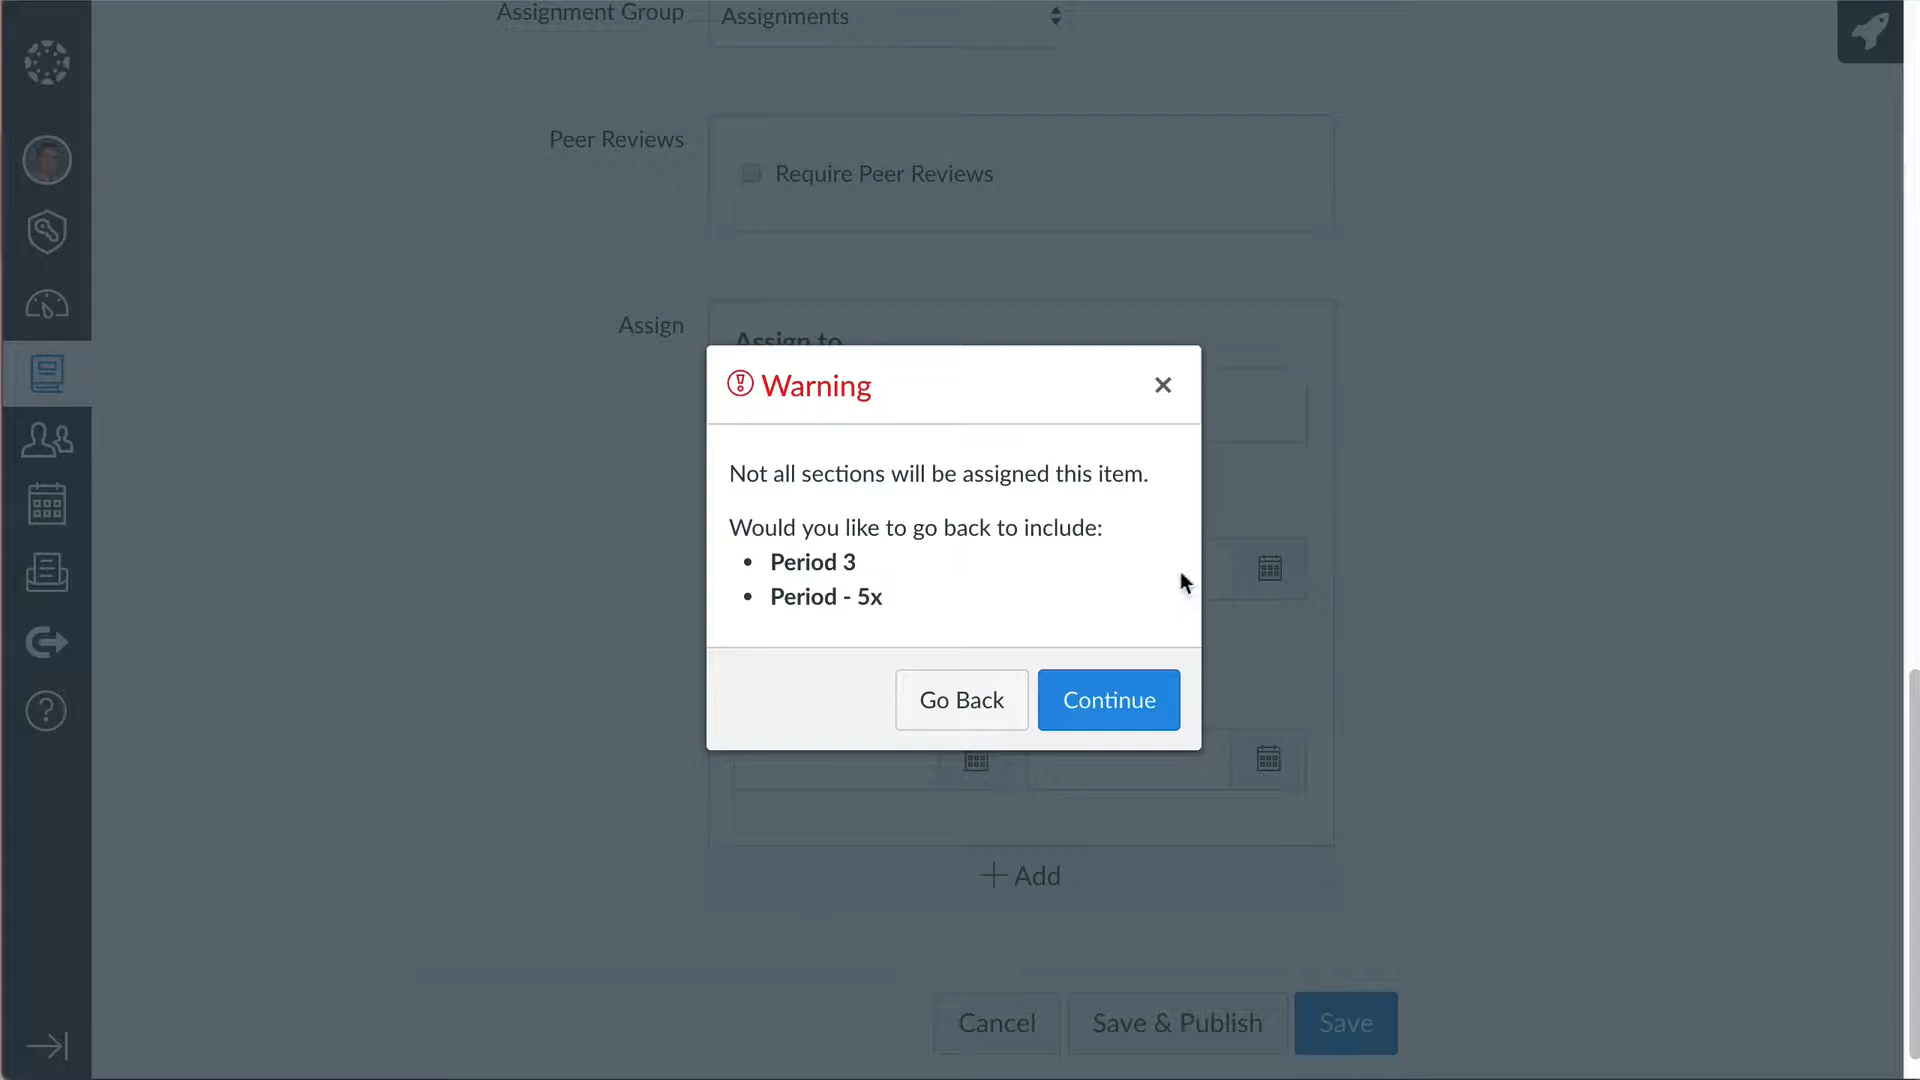 Assignment Group
Assignments
Peer Reviews
Require Peer Reviews
Assign
Assign to
Warning
Not all sections will be assigned this item.
Would you like to go back to include:
• Period 3
• Period - 5x
Go Back
Continue
+ Add
Cancel
Save & Publish
Save